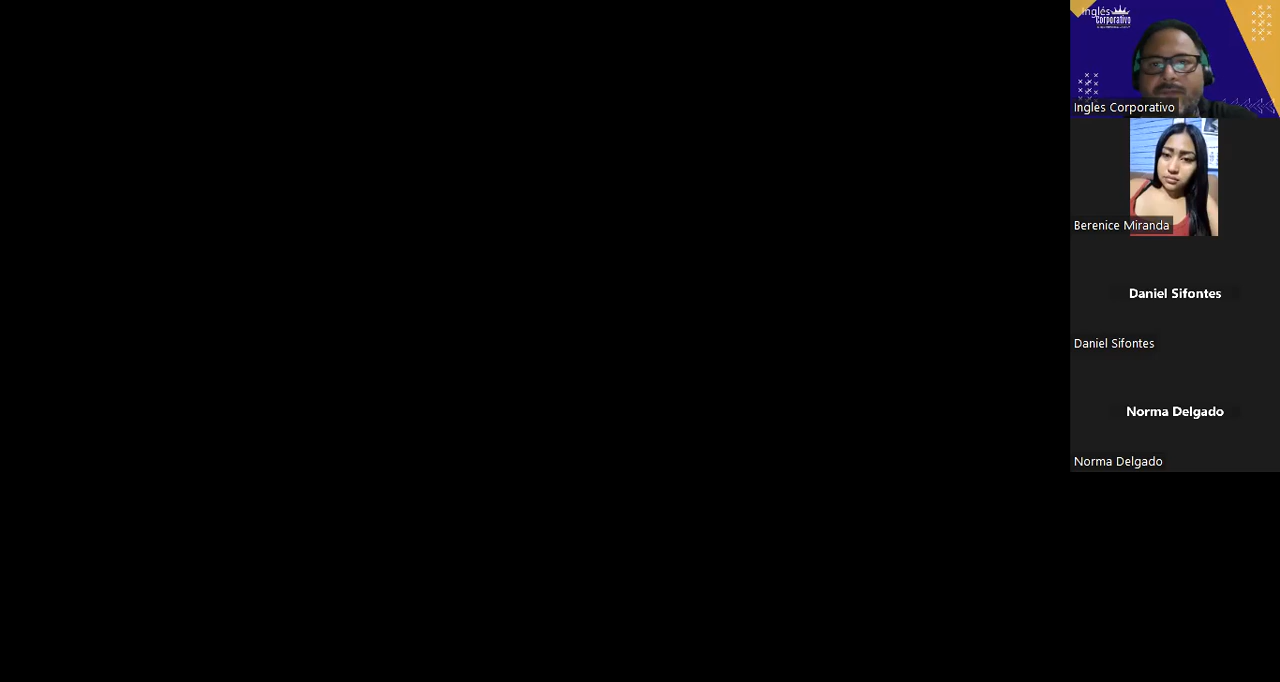 Inglés
Corporativo
Ingles Corporativo
Berenice Miranda
Daniel Sifontes
Daniel Sifontes
Norma Delgado
Norma Delgado